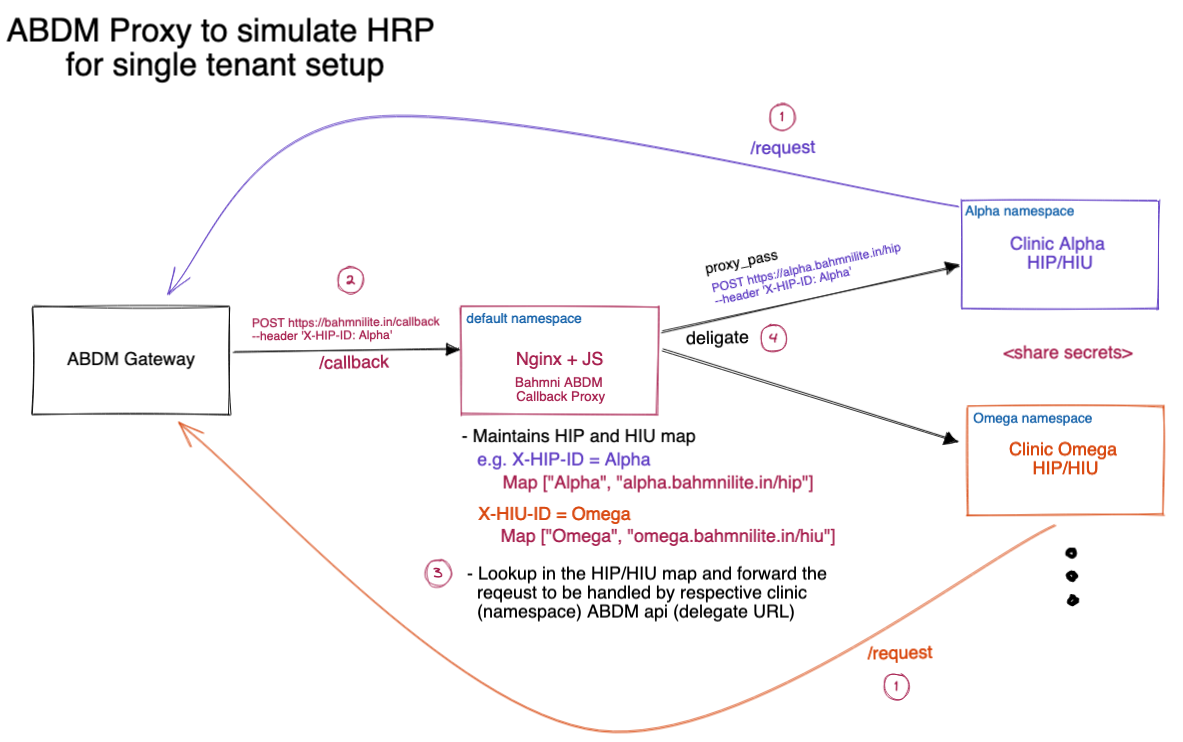 ABDM Proxy to simulate HRP
for single tenant setup
1
/request
Alpha namespace
Clinic Alpha
HIP/HIU
proxy_pass
POST https://alpha.bahmnilite.in/hip
--header 'X-HIP-ID: Alpha'
2
POST https://bahmnilite.in/callback
--header 'X-HIP-ID: Alpha'
/callback
ABDM Gateway
default namespace
Nginx + JS
Bahmni ABDM
Callback Proxy
deligate
4
<share secrets>
Omega namespace
Clinic Omega
HIP/HIU
- Maintains HIP and HIU map
e.g. X-HIP-ID = Alpha
Map ["Alpha", "alpha.bahmnilite.in/hip"]
X-HIU-ID = Omega
Map ["Omega", "omega.bahmnilite.in/hiu"]
3
- Lookup in the HIP/HIU map and forward the
reqeust to be handled by respective clinic
(namespace) ABDM api (delegate URL)
/request
1